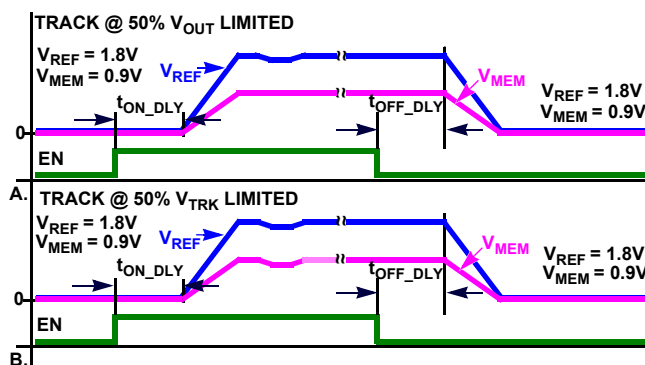 TRACK @ 50% VOUT LIMITED
VREF = 1.8V
VMEM = 0.9V
VREF
VMEM
VREF = 1.8V
VMEM = 0.9V
tON_DLY
tOFF_DLY
0
EN
A.
TRACK @ 50% VTRK LIMITED
VREF = 1.8V
VMEM = 0.9V
VREF
VMEM
VREF = 1.8V
VMEM = 0.9V
tON_DLY
tOFF_DLY
0
EN
B.